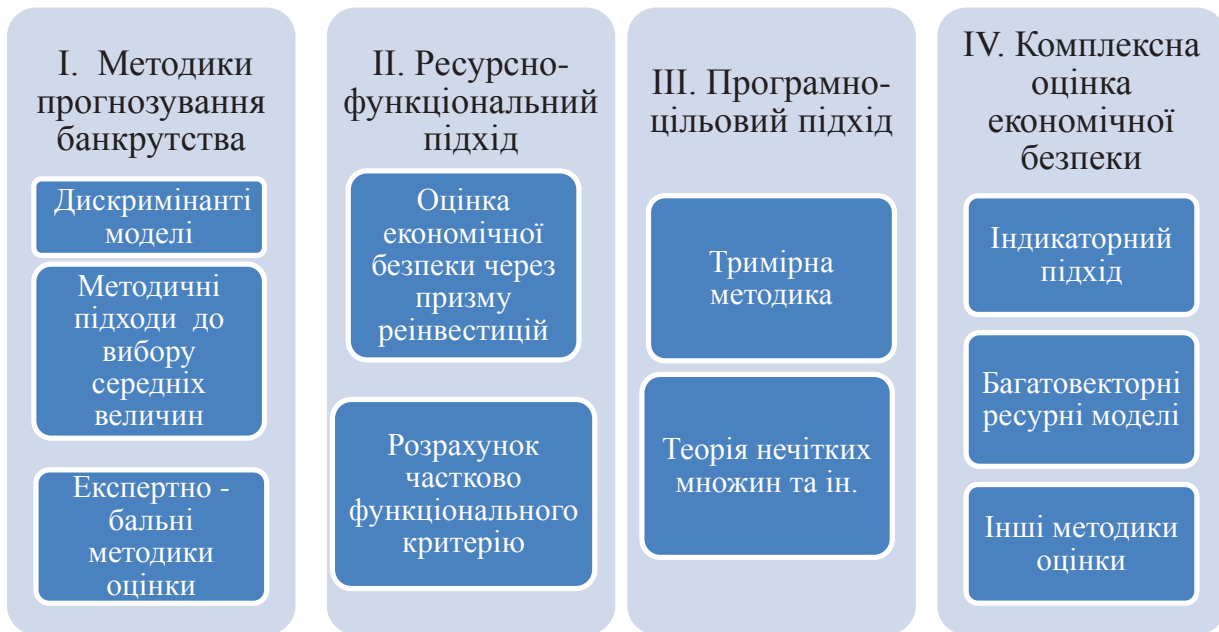 I. Методики
прогнозування
банкрутства
Дискримінанті
моделі
Методичні
підходи до
вибору
середніх
величин
Експертно -
бальні
методики
оцінки
II. Ресурсно-
функціональний
підхід
Оцінка
економічної
безпеки через
призму
реінвестицій
Розрахунок
частково
функціонального
критерію
III. Програмно-
цільовий підхід
Тримірна
методика
Теорія нечітких
множин та ін.
IV. Комплексна
оцінка
економічної
безпеки
Індикаторний
підхід
Багатовекторні
ресурні моделі
Інші методики
оцінки